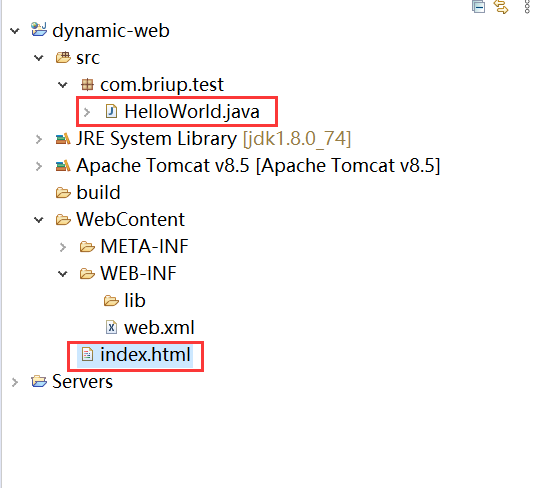 dynamic-web
src
com.briup.test
HelloWorld.java
JRE System Library [jdk1.8.0_74]
Apache Tomcat v8.5 [Apache Tomcat v8.5]
build
WebContent
META-INF
WEB-INF
lib
web.xml
index.html
Servers